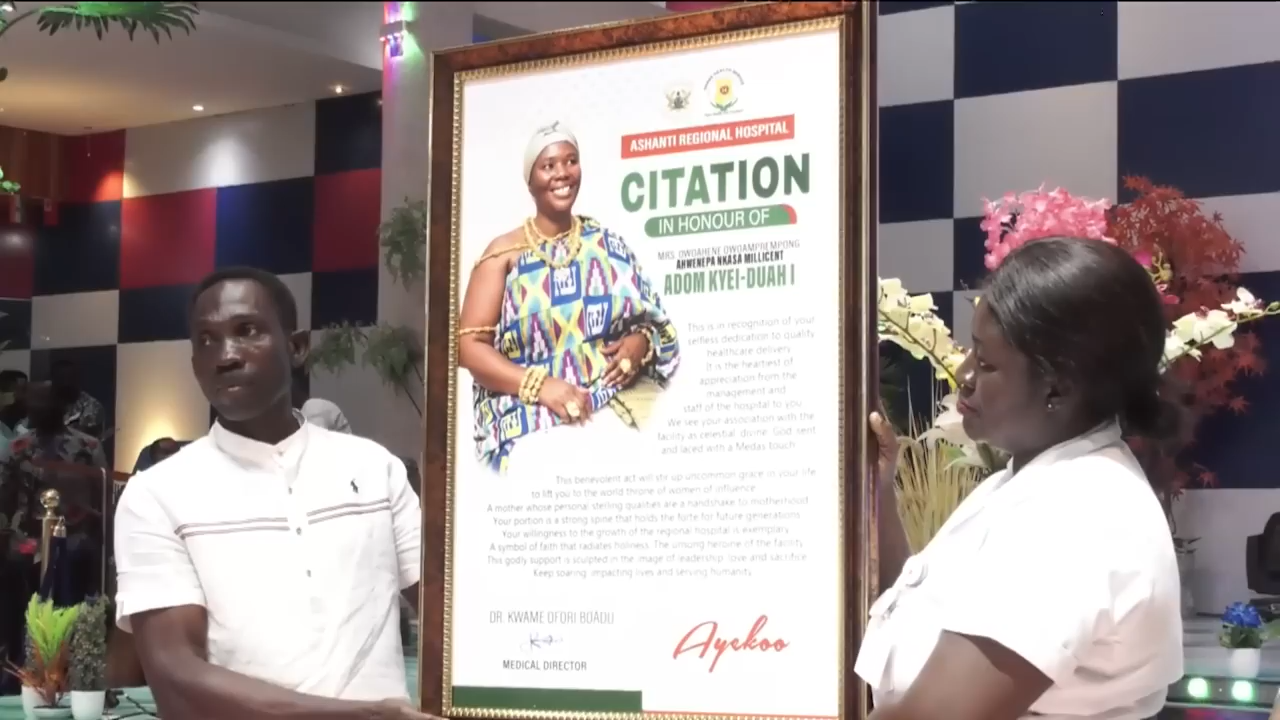 ASHANTI REGIONAL HOSPITAL
CITATION
IN HONOUR OF
MRS. OWOAHENE OWOAMPREMPONG
AHWENEPA NKASA MILLICENT
ADOM KYEI-DUAH I
This is in recognition of your
selfless dedication to quality
healthcare delivery.
It is the heartiest of
appreciation from the
management and
staff of the hospital to you
We see your association with the
facility as celestial, divine, God sent
and laced with a Medas touch.
This benevolent act will stir up uncommon grace in your life
to lift you to the world throne of women of influence.
A mother whose personal sterling qualities are a handshake to motherhood
Your portion is a strong spine that holds the forte for future generations.
Your willingness to the growth of the regional hospital is exemplary.
A symbol of faith that radiates holiness. The unsung heroine of the facility.
This godly support is sculpted in the image of leadership, love and sacrifice.
Keep soaring, impacting lives and serving humanity.
DR. KWAME OFORI BOADU
MEDICAL DIRECTOR
Ayekoo